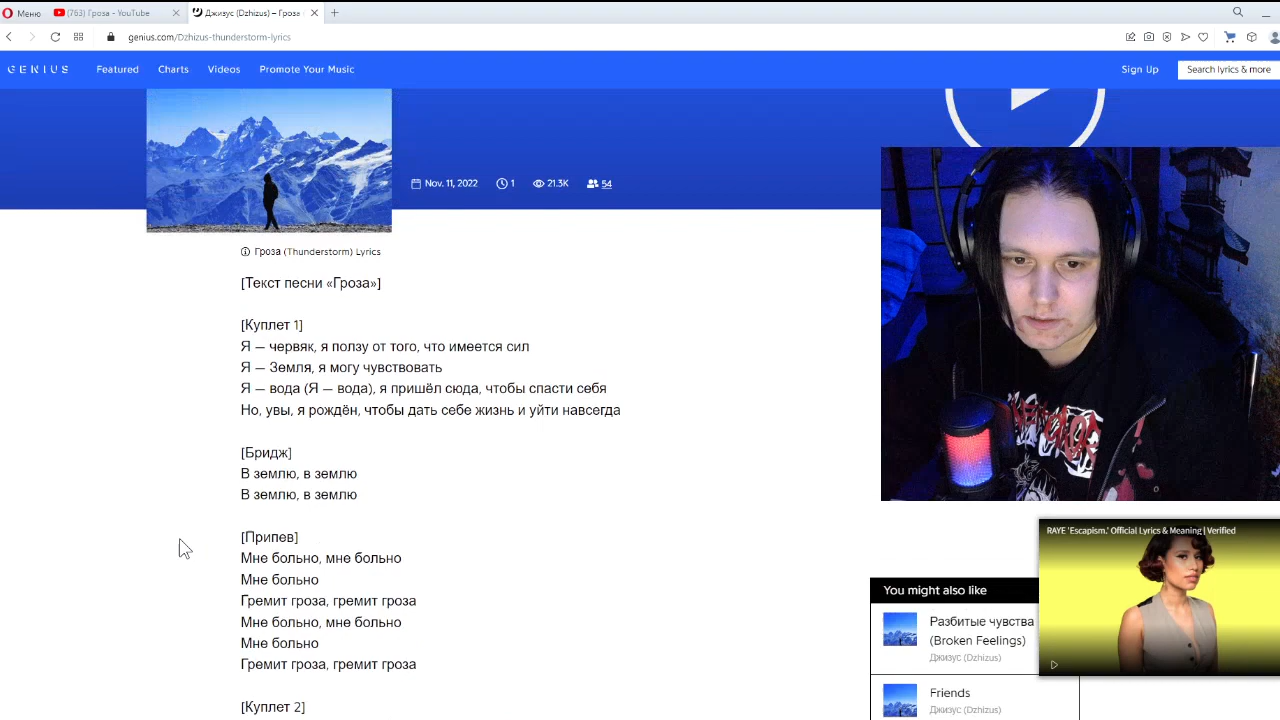 Меню
(763) Гроза - YouTube
Джизус (Dzhizus) – Гроза
genius.com/Dzhizus-thunderstorm-lyrics
GENIUS
Featured
Charts
Videos
Promote Your Music
Sign Up
Search lyrics & more
Nov. 11, 2022
1
21.3K
54
Гроза (Thunderstorm) Lyrics
[Текст песни «Гроза»]
[Куплет 1]
Я — червяк, я ползу от того, что имеется сил
Я — Земля, я могу чувствовать
Я — вода (Я — вода), я пришёл сюда, чтобы спасти себя
Но, увы, я рождён, чтобы дать себе жизнь и уйти навсегда
[Бридж]
В землю, в землю
В землю, в землю
[Припев]
Мне больно, мне больно
Мне больно
Гремит гроза, гремит гроза
Мне больно, мне больно
Мне больно
Гремит гроза, гремит гроза
[Куплет 2]
RAYE 'Escapism.' Official Lyrics & Meaning | Verified
You might also like
Разбитые чувства
(Broken Feelings)
Джизус (Dzhizus)
Friends
Джизус (Dzhizus)